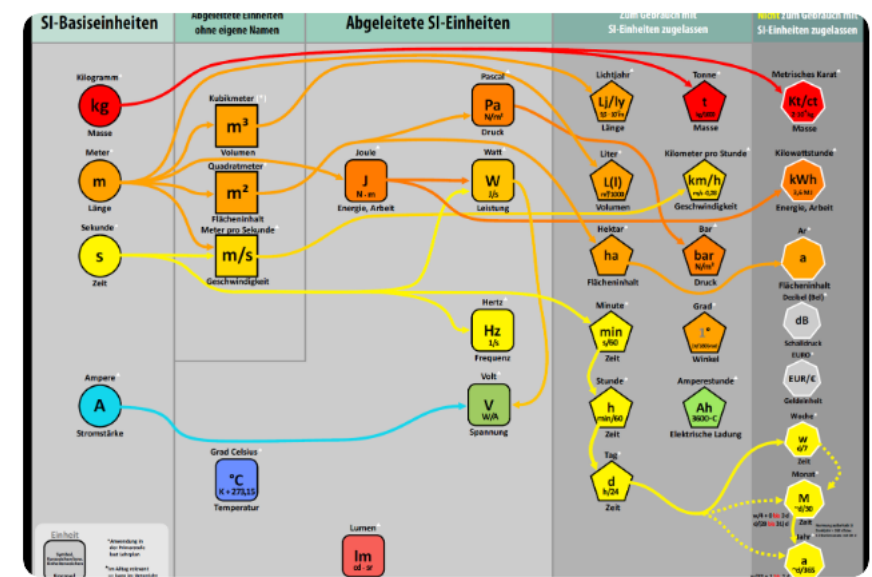 SI-Basiseinheiten
Abgeleitete Einheiten
ohne eigene Namen
Abgeleitete SI-Einheiten
Zum Gebrauch mit
SI-Einheiten zugelassen
Nicht zum Gebrauch mit
SI-Einheiten zugelassen
Kilogramm
kg
Masse
Meter
m
Länge
Sekunde
s
Zeit
Ampere
A
Stromstärke
Kubikmeter
m³
Volumen
Quadratmeter
m²
Flächeninhalt
Meter pro Sekunde
m/s
Geschwindigkeit
Grad Celsius
°C
K + 273,15
Temperatur
Joule
J
N · m
Energie, Arbeit
Lumen
lm
cd · sr
Pascal
Pa
N/m²
Druck
Watt
W
J/s
Leistung
Hertz
Hz
1/s
Frequenz
Volt
V
W/A
Spannung
Lichtjahr
Lj/ly
Länge
Liter
L(l)
Volumen
Hektar
ha
Flächeninhalt
Minute
min
s/60
Zeit
Stunde
h
min/60
Zeit
Tag
d
h/24
Zeit
Tonne
t
Masse
Kilometer pro Stunde
km/h
Geschwindigkeit
Bar
bar
N/m²
Druck
Grad
1°
Winkel
Amperestunde
Ah
3600·C
Elektrische Ladung
Metrisches Karat
Kt/ct
Masse
Kilowattstunde
kWh
3,6 MJ
Energie, Arbeit
Ar
a
Flächeninhalt
Dezibel (Bel)
dB
Schalldruck
EURO
EUR/€
Geldeinheit
Woche
w
d/7
Zeit
Monat
M
Zeit
Jahr
a
Einheit